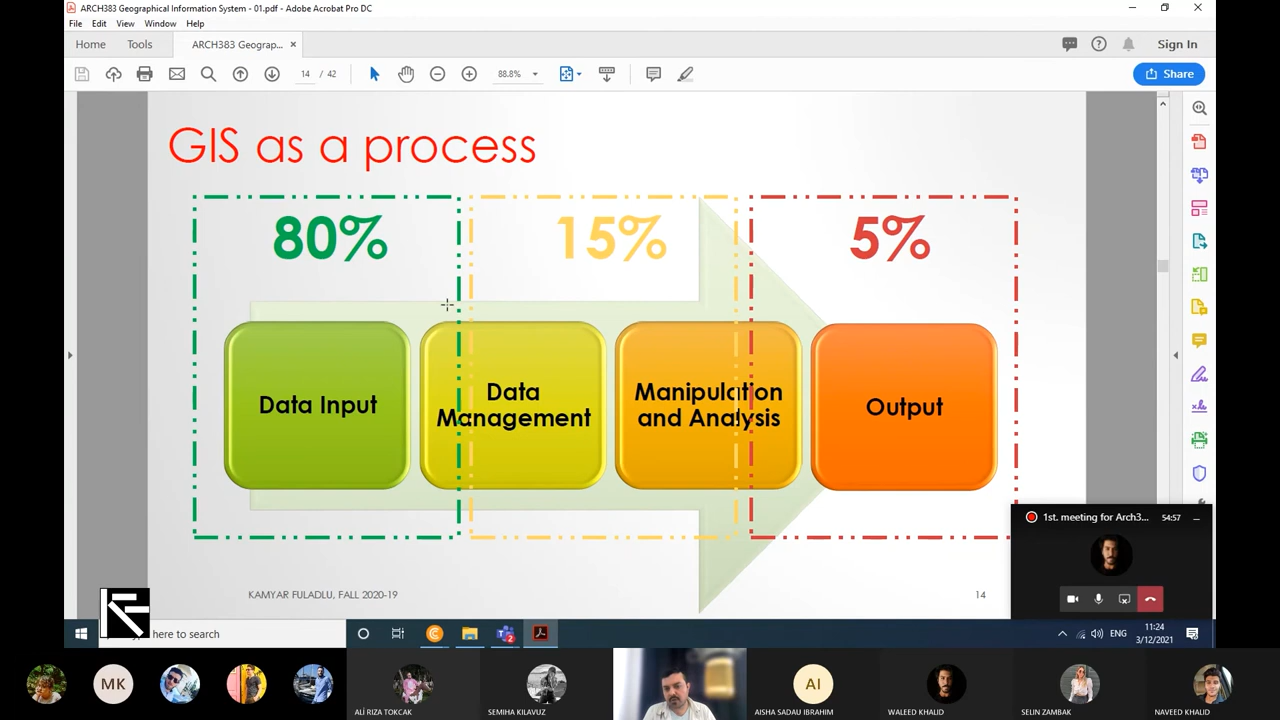 ARCH383 Geographical Information System - 01.pdf - Adobe Acrobat Pro DC
File Edit View Window Help
Home Tools ARCH383 Geograp... × Sign In
14 / 42 88.8% Share
GIS as a process
80% 15% 5%
Data Input
Data
Management
Manipulation
and Analysis
Output
KAMYAR FULADLU, FALL 2020-19 14
1st. meeting for Arch3... 54:57
here to search
ENG
11:24
3/12/2021
MK
AI
ALİ RIZA TOKCAK
SEMIHA KILAVUZ
AISHA SADAU IBRAHIM
WALEED KHALID
SELIN ZAMBAK
NAVEED KHALID